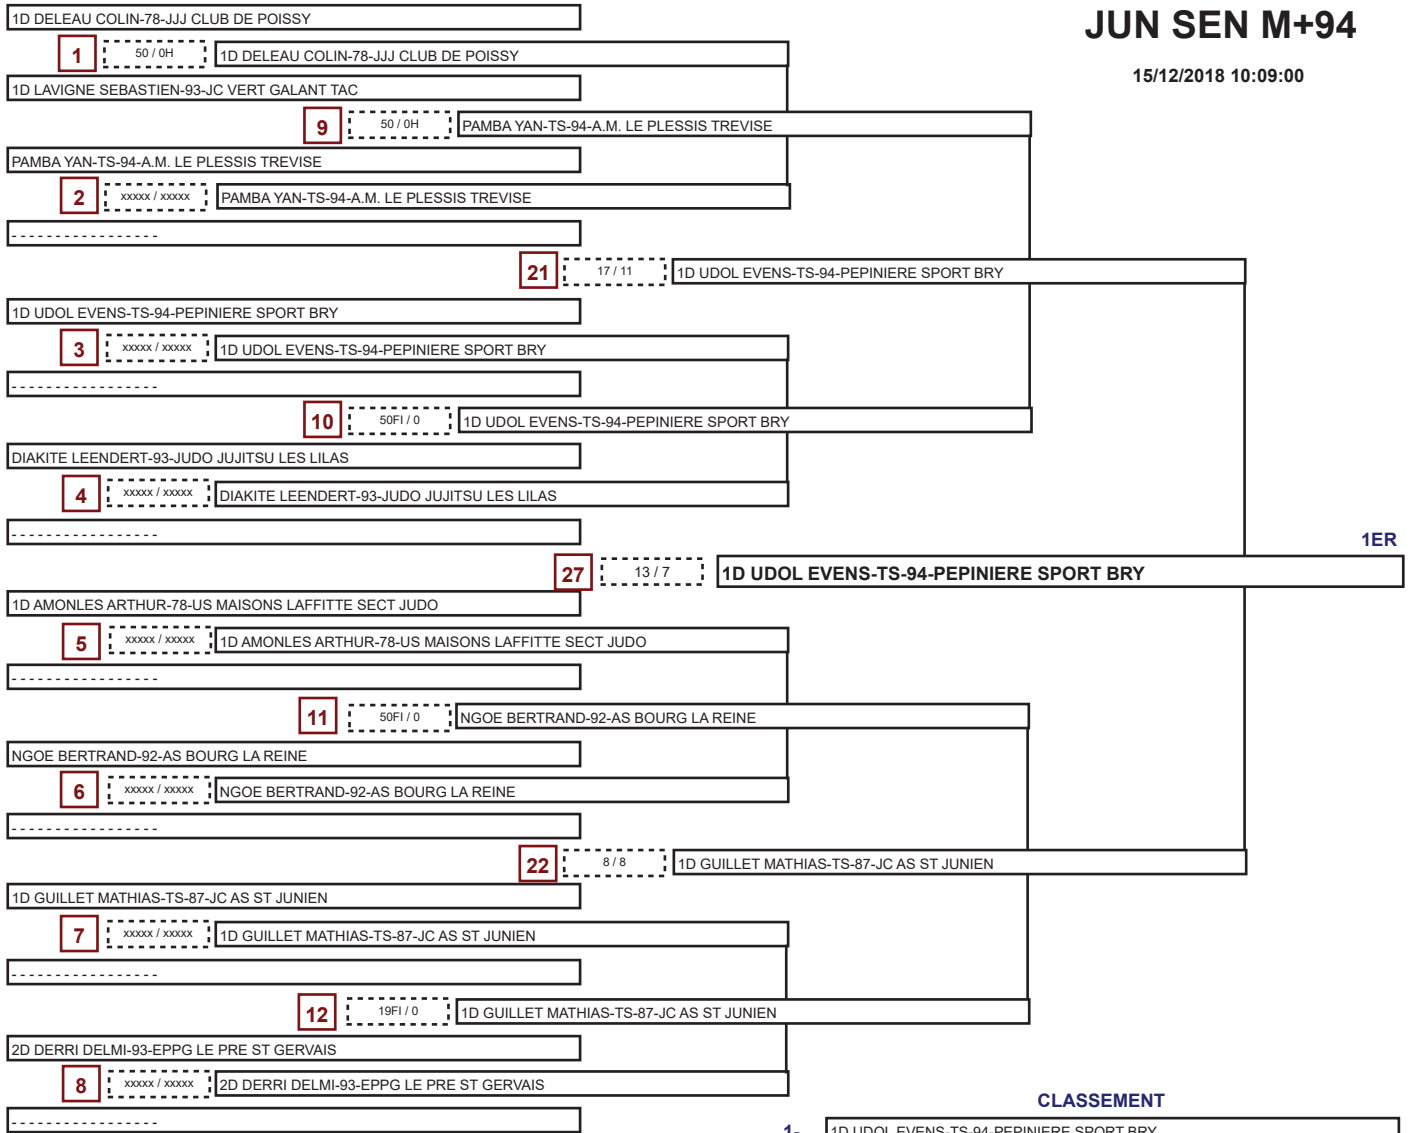 JUN SEN M+94
15/12/2018 10:09:00
1D DELEAU COLIN-78-JJJ CLUB DE POISSY
1 50 / 0H 1D DELEAU COLIN-78-JJJ CLUB DE POISSY
1D LAVIGNE SEBASTIEN-93-JC VERT GALANT TAC
9 50 / 0H PAMBA YAN-TS-94-A.M. LE PLESSIS TREVISE
PAMBA YAN-TS-94-A.M. LE PLESSIS TREVISE
2 xxxxx / xxxxx PAMBA YAN-TS-94-A.M. LE PLESSIS TREVISE
- - - - - - - - - - - - - - - - -
21 17 / 11 1D UDOL EVENS-TS-94-PEPINIERE SPORT BRY
1D UDOL EVENS-TS-94-PEPINIERE SPORT BRY
3 xxxxx / xxxxx 1D UDOL EVENS-TS-94-PEPINIERE SPORT BRY
- - - - - - - - - - - - - - - - -
10 50FI / 0 1D UDOL EVENS-TS-94-PEPINIERE SPORT BRY
DIAKITE LEENDERT-93-JUDO JUJITSU LES LILAS
4 xxxxx / xxxxx DIAKITE LEENDERT-93-JUDO JUJITSU LES LILAS
- - - - - - - - - - - - - - - - -
1ER
27 13 / 7 1D UDOL EVENS-TS-94-PEPINIERE SPORT BRY
1D AMONLES ARTHUR-78-US MAISONS LAFFITTE SECT JUDO
5 xxxxx / xxxxx 1D AMONLES ARTHUR-78-US MAISONS LAFFITTE SECT JUDO
- - - - - - - - - - - - - - - - -
11 50FI / 0 NGOE BERTRAND-92-AS BOURG LA REINE
NGOE BERTRAND-92-AS BOURG LA REINE
6 xxxxx / xxxxx NGOE BERTRAND-92-AS BOURG LA REINE
- - - - - - - - - - - - - - - - -
22 8 / 8 1D GUILLET MATHIAS-TS-87-JC AS ST JUNIEN
1D GUILLET MATHIAS-TS-87-JC AS ST JUNIEN
7 xxxxx / xxxxx 1D GUILLET MATHIAS-TS-87-JC AS ST JUNIEN
- - - - - - - - - - - - - - - - -
12 19FI / 0 1D GUILLET MATHIAS-TS-87-JC AS ST JUNIEN
2D DERRI DELMI-93-EPPG LE PRE ST GERVAIS
8 xxxxx / xxxxx 2D DERRI DELMI-93-EPPG LE PRE ST GERVAIS
- - - - - - - - - - - - - - - - -
CLASSEMENT
1- 1D UDOL EVENS-TS-94-PEPINIERE SPORT BRY